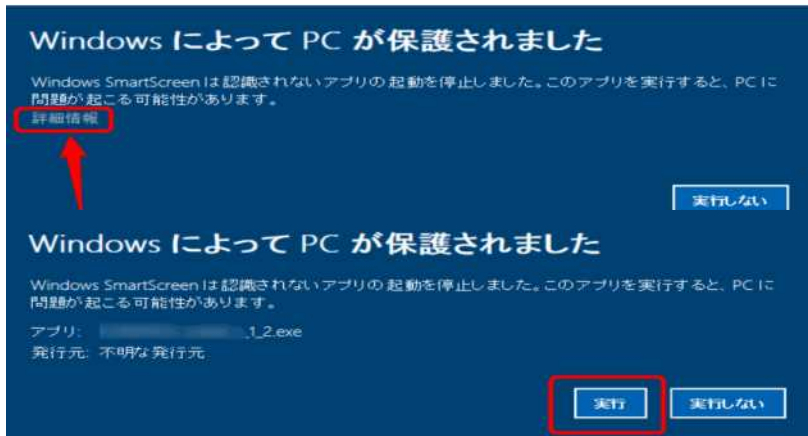 Windows によって PC が保護されました
Windows SmartScreen は認識されないアプリの起動を停止しました。このアプリを実行すると、PC に
問題が起こる可能性があります。
詳細情報
実行しない
Windows によって PC が保護されました
Windows SmartScreen は認識されないアプリの起動を停止しました。このアプリを実行すると、PC に
問題が起こる可能性があります。
アプリ: _1_2.exe
発行元: 不明な発行元
実行 実行しない